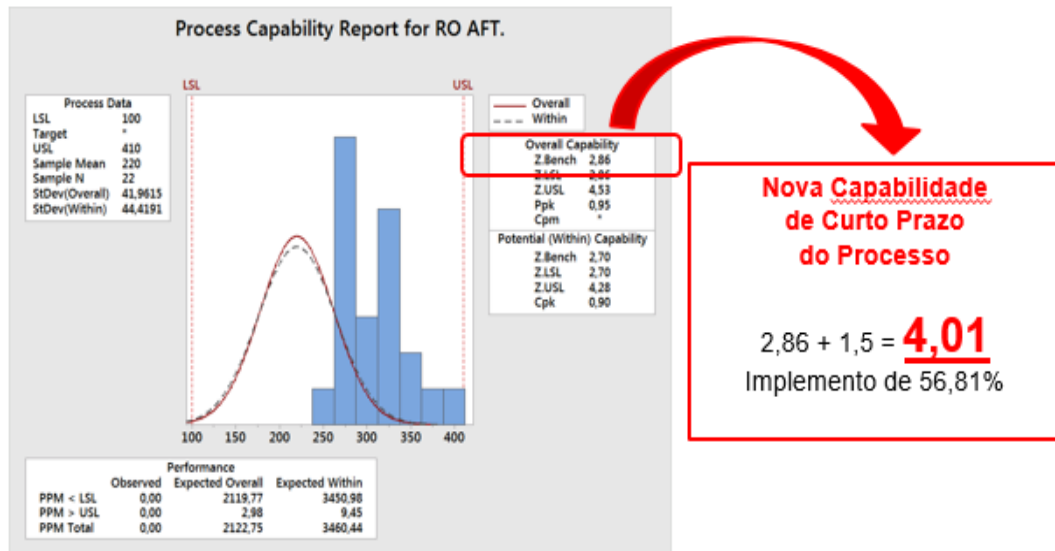 Process Capability Report for RO AFT.
LSL
USL
Process Data
LSL 100
Target *
USL 410
Sample Mean 220
Sample N 22
StDev(Overall) 41,9615
StDev(Within) 44,4191
Overall
Within
Overall Capability
Z.Bench 2,86
Z.LSL 2,86
Z.USL 4,53
Ppk 0,95
Cpm *
Potential (Within) Capability
Z.Bench 2,70
Z.LSL 2,70
Z.USL 4,28
Cpk 0,90
100 150 200 250 300 350 400
Performance
Observed Expected Overall Expected Within
PPM < LSL 0,00 2119,77 3450,98
PPM > USL 0,00 2,98 9,45
PPM Total 0,00 2122,75 3460,44
Nova Capabilidade
de Curto Prazo
do Processo
2,86 + 1,5 = 4,01
Implemento de 56,81%